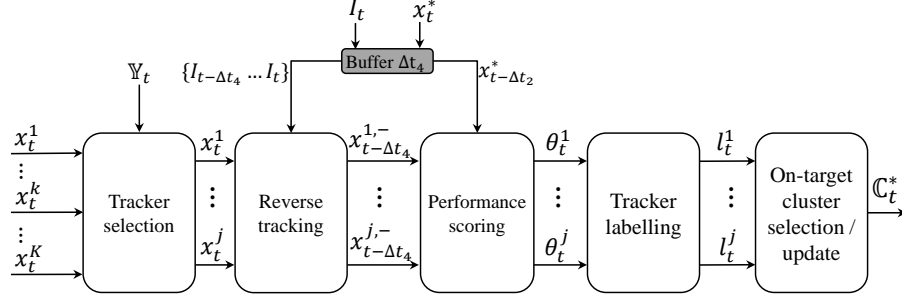 I_t
x_t^*
Buffer Δt_4
𝕐_t
{I_{t-Δt_4} … I_t}
x^*_{t-Δt_2}
x_t^1
⋮
x_t^k
⋮
x_t^K
Tracker
selection
x_t^1
⋮
x_t^j
Reverse
tracking
x^{1,-}_{t-Δt_4}
⋮
x^{j,-}_{t-Δt_4}
Performance
scoring
θ_t^1
⋮
θ_t^j
Tracker
labelling
l_t^1
⋮
l_t^j
On-target
cluster
selection /
update
ℂ_t^*